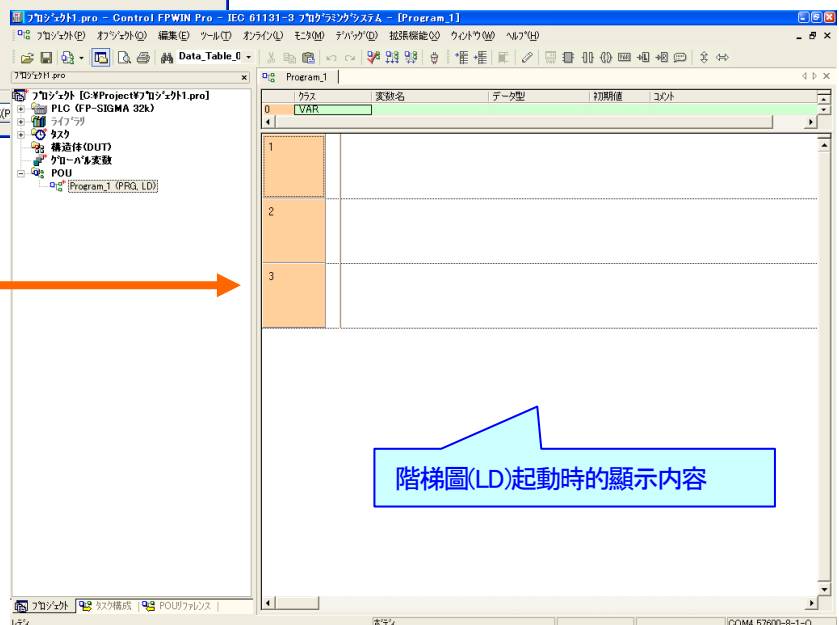 ﾌﾟﾛｼﾞｪｸﾄ1.pro - Control FPWIN Pro - IEC 61131-3 ﾌﾟﾛｸﾞﾗﾐﾝｸﾞｼｽﾃﾑ - [Program_1]
ﾌﾟﾛｼﾞｪｸﾄ(P) ｵﾌﾞｼﾞｪｸﾄ(O) 編集(E) ﾂｰﾙ(T) ｵﾝﾗｲﾝ(L) ﾓﾆﾀ(M) ﾃﾞﾊﾞｯｸﾞ(D) 拡張機能(X) ｳｨﾝﾄﾞｳ(W) ﾍﾙﾌﾟ(H)
Data_Table_0
ﾌﾟﾛｼﾞｪｸﾄ1.pro
Program_1
ﾌﾟﾛｼﾞｪｸﾄ [C:¥Project¥ﾌﾟﾛｼﾞｪｸﾄ1.pro]
PLC (FP-SIGMA 32k)
ﾗｲﾌﾞﾗﾘ
ﾀｽｸ
構造体(DUT)
ｸﾞﾛｰﾊﾞﾙ変数
POU
Program_1 (PRG, LD)
ｸﾗｽ 変数名 ﾃﾞｰﾀ型 初期値 ｺﾒﾝﾄ
0 VAR
1
2
3
階梯圖(LD)起動時的顯示内容
ﾌﾟﾛｼﾞｪｸﾄ ﾀｽｸ構成 POUﾘﾌｧﾚﾝｽ
ﾚﾃﾞｨ ﾎﾞﾃﾞｨ COM4 57600-8-1-O